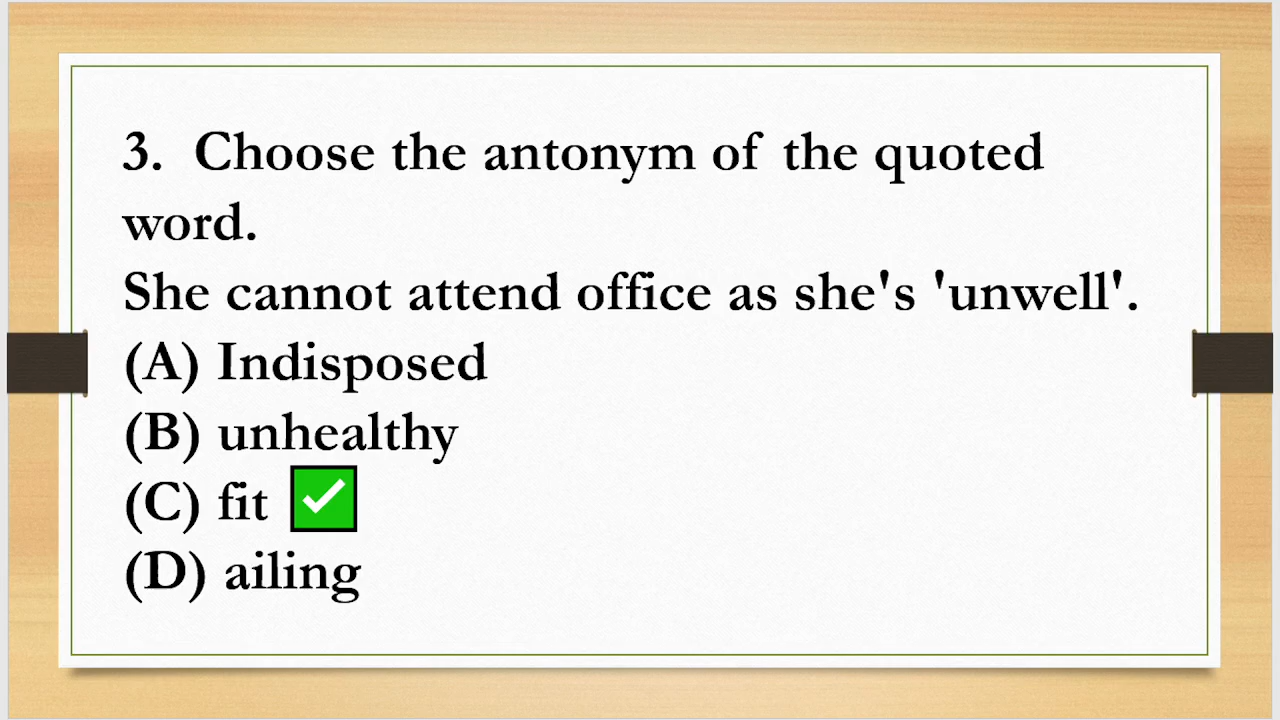 3. Choose the antonym of the quoted
word.
She cannot attend office as she's 'unwell'.
(A) Indisposed
(B) unhealthy
(C) fit ✅
(D) ailing